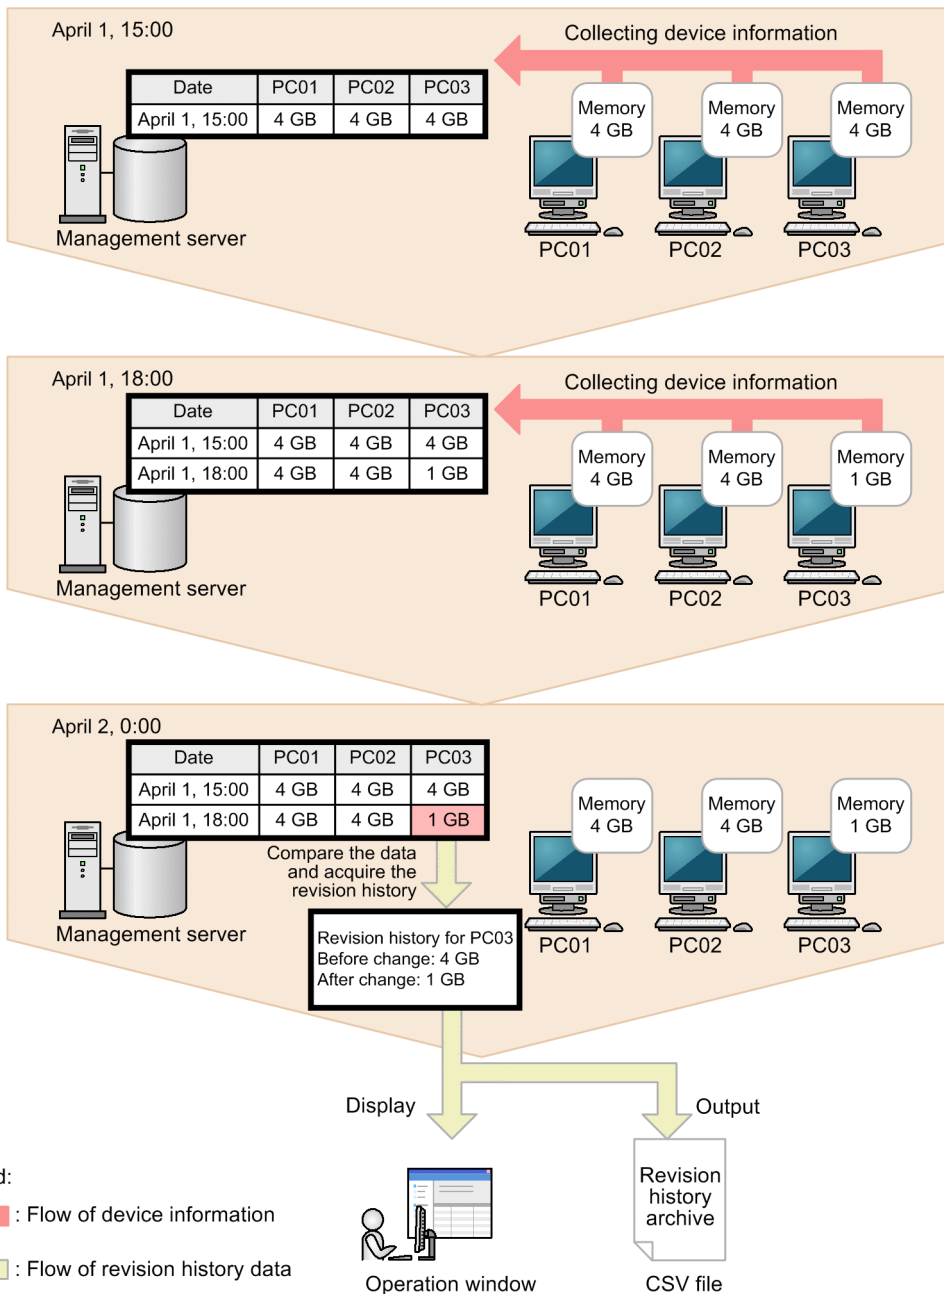 April 1, 15:00
Collecting device information
Date PC01 PC02 PC03
April 1, 15:00 4 GB 4 GB 4 GB
Memory
4 GB
Memory
4 GB
Memory
4 GB
Management server
PC01
PC02
PC03
April 1, 18:00
Collecting device information
Date PC01 PC02 PC03
April 1, 15:00 4 GB 4 GB 4 GB
April 1, 18:00 4 GB 4 GB 1 GB
Memory
4 GB
Memory
4 GB
Memory
1 GB
Management server
PC01
PC02
PC03
April 2, 0:00
Date PC01 PC02 PC03
April 1, 15:00 4 GB 4 GB 4 GB
April 1, 18:00 4 GB 4 GB 1 GB
Memory
4 GB
Memory
4 GB
Memory
1 GB
Compare the data
and acquire the
revision history
Management server
PC01
PC02
PC03
Revision history for PC03
Before change: 4 GB
After change: 1 GB
Display
Output
Revision
history
archive
d:
: Flow of device information
: Flow of revision history data
Operation window
CSV file